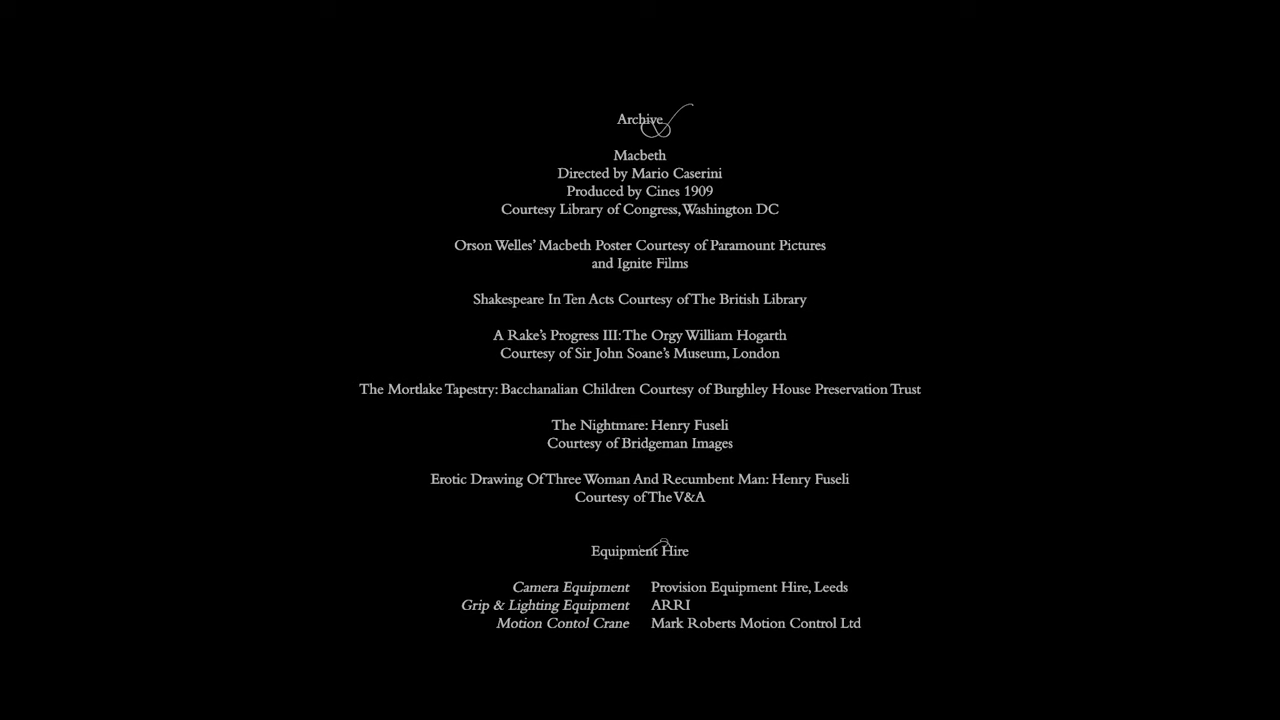 Archive
Macbeth
Directed by Mario Caserini
Produced by Cines 1909
Courtesy Library of Congress, Washington DC
Orson Welles’ Macbeth Poster Courtesy of Paramount Pictures
and Ignite Films
Shakespeare In Ten Acts Courtesy of The British Library
A Rake’s Progress III: The Orgy William Hogarth
Courtesy of Sir John Soane’s Museum, London
The Mortlake Tapestry: Bacchanalian Children Courtesy of Burghley House Preservation Trust
The Nightmare: Henry Fuseli
Courtesy of Bridgeman Images
Erotic Drawing Of Three Woman And Recumbent Man: Henry Fuseli
Courtesy of The V&A
Equipment Hire
Camera Equipment Provision Equipment Hire, Leeds
Grip & Lighting Equipment ARRI
Motion Contol Crane Mark Roberts Motion Control Ltd